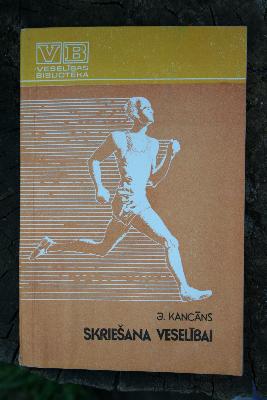 VB
VESELĪBAS
BIBLIOTĒKA
Ə. KANCĀNS
SKRIEŠANA VESELĪBAI